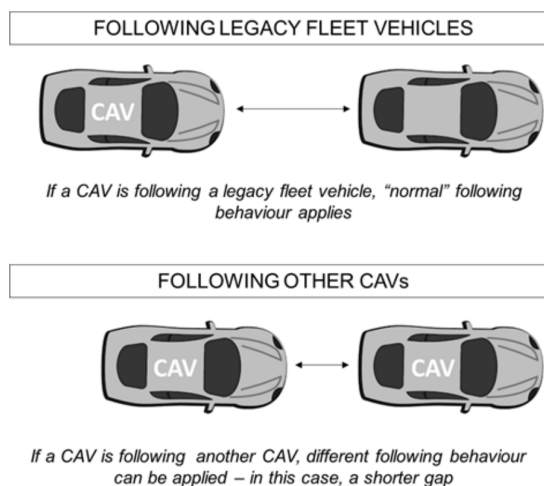 FOLLOWING LEGACY FLEET VEHICLES
CAV
If a CAV is following a legacy fleet vehicle, “normal” following
behaviour applies
FOLLOWING OTHER CAVs
CAV CAV
If a CAV is following another CAV, different following behaviour
can be applied – in this case, a shorter gap